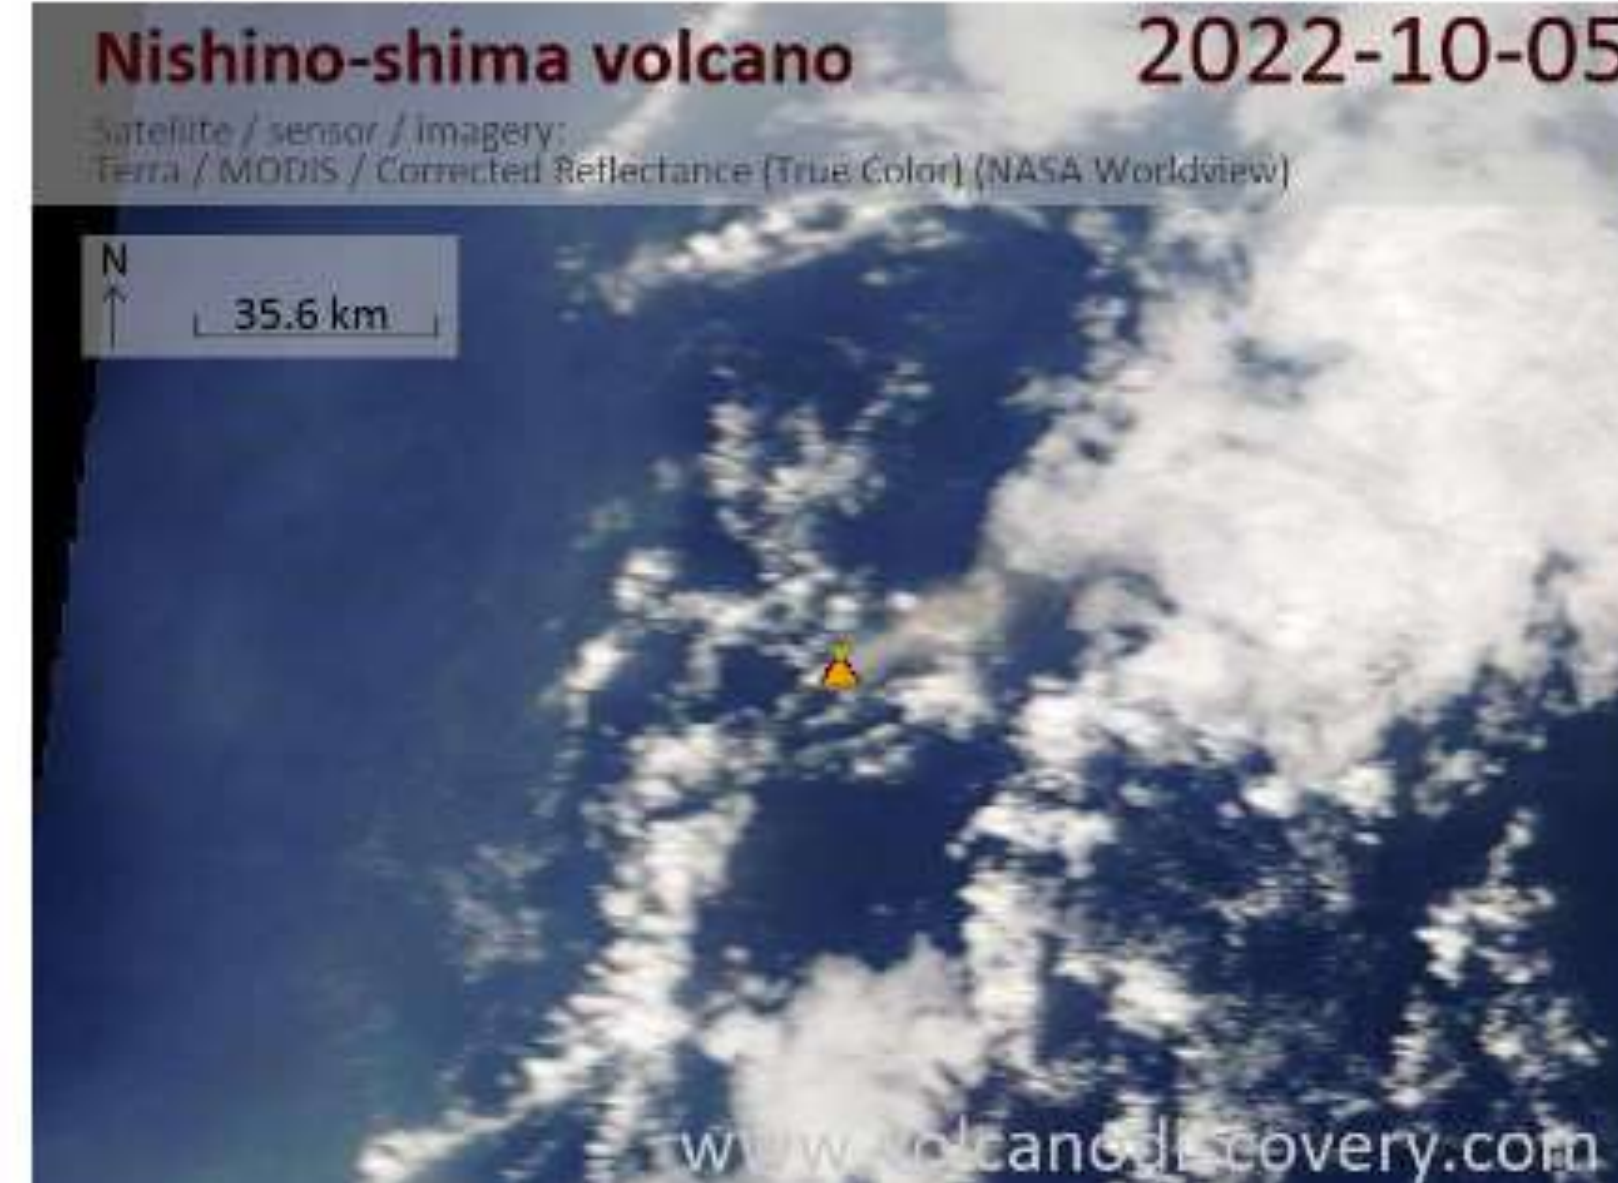 Nishino-shima volcano
2022-10-05
Satellite / sensor / imagery:
Terra / MODIS / Corrected Reflectance (True Color) (NASA Worldview)
N
35.6 km
www.volcanodiscovery.com